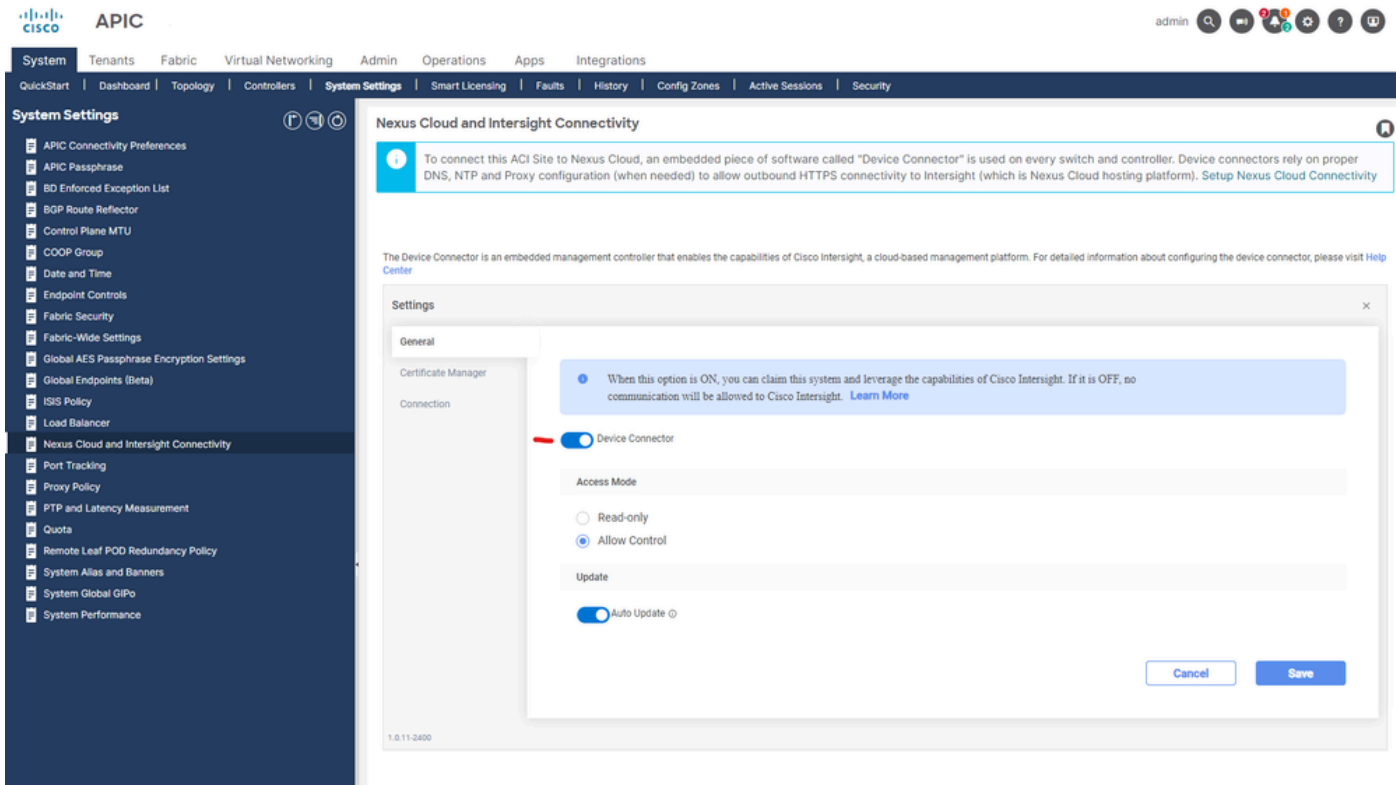 CISCO
APIC
admin
2
1
2
System Tenants Fabric Virtual Networking Admin Operations Apps Integrations
QuickStart | Dashboard | Topology | Controllers | System Settings | Smart Licensing | Faults | History | Config Zones | Active Sessions | Security
System Settings
APIC Connectivity Preferences
APIC Passphrase
BD Enforced Exception List
BGP Route Reflector
Control Plane MTU
COOP Group
Date and Time
Endpoint Controls
Fabric Security
Fabric-Wide Settings
Global AES Passphrase Encryption Settings
Global Endpoints (Beta)
ISIS Policy
Load Balancer
Nexus Cloud and Intersight Connectivity
Port Tracking
Proxy Policy
PTP and Latency Measurement
Quota
Remote Leaf POD Redundancy Policy
System Alias and Banners
System Global GIPo
System Performance
Nexus Cloud and Intersight Connectivity
To connect this ACI Site to Nexus Cloud, an embedded piece of software called "Device Connector" is used on every switch and controller. Device connectors rely on proper
DNS, NTP and Proxy configuration (when needed) to allow outbound HTTPS connectivity to Intersight (which is Nexus Cloud hosting platform). Setup Nexus Cloud Connectivity
The Device Connector is an embedded management controller that enables the capabilities of Cisco Intersight, a cloud-based management platform. For detailed information about configuring the device connector, please visit Help
Center
Settings
General
Certificate Manager
Connection
When this option is ON, you can claim this system and leverage the capabilities of Cisco Intersight. If it is OFF, no
communication will be allowed to Cisco Intersight. Learn More
Device Connector
Access Mode
Read-only
Allow Control
Update
Auto Update
Cancel Save
1.0.11-2400